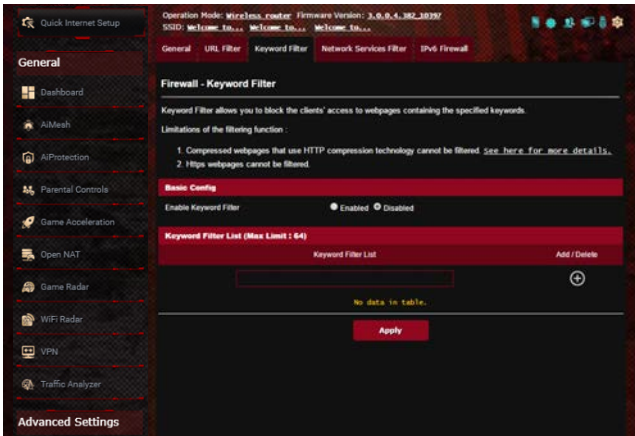 Quick Internet Setup
General
Dashboard
AiMesh
AiProtection
Parental Controls
Game Acceleration
Open NAT
Game Radar
WiFi Radar
VPN
Traffic Analyzer
Advanced Settings
Operation Mode: Wireless router Firmware Version: 3.0.0.4.382_10397
SSID: Welcome to... Welcome to... Welcome to...
General URL Filter Keyword Filter Network Services Filter IPv6 Firewall
Firewall - Keyword Filter
Keyword Filter allows you to block the clients' access to webpages containing the specified keywords.
Limitations of the filtering function :
1. Compressed webpages that use HTTP compression technology cannot be filtered. See here for more details.
2. Https webpages cannot be filtered.
Basic Config
Enable Keyword Filter Enabled Disabled
Keyword Filter List (Max Limit : 64)
Keyword Filter List Add / Delete
No data in table.
Apply